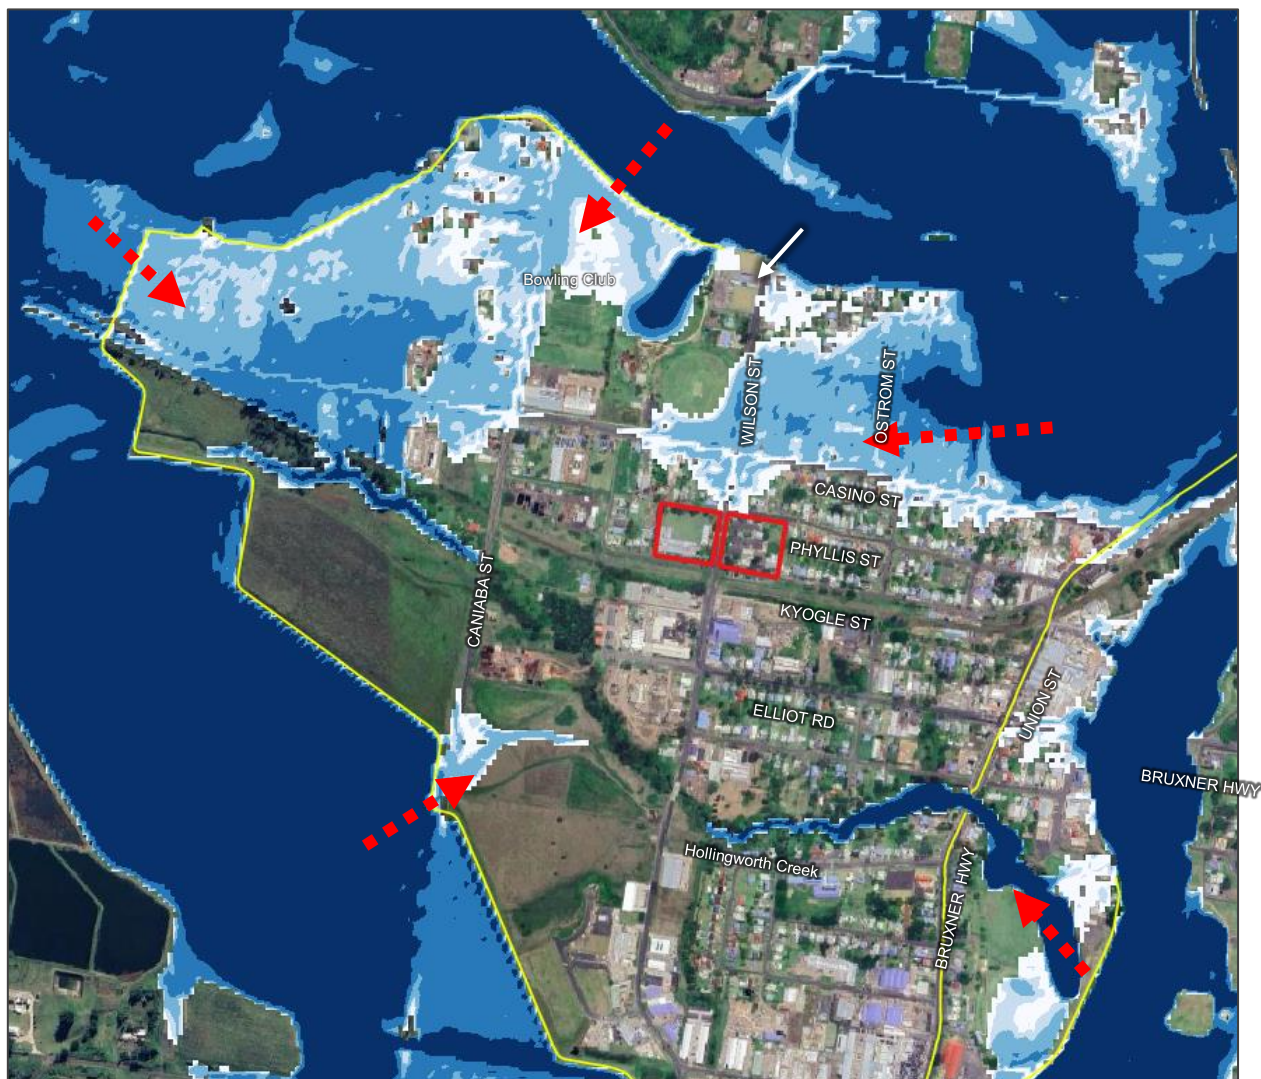 Bowling Club
WILSON ST
OSTROM ST
CASINO ST
PHYLLIS ST
CANIABA ST
KYOGLE ST
ELLIOT RD
UNION ST
BRUXNER HWY
Hollingworth Creek
BRUXNER HWY